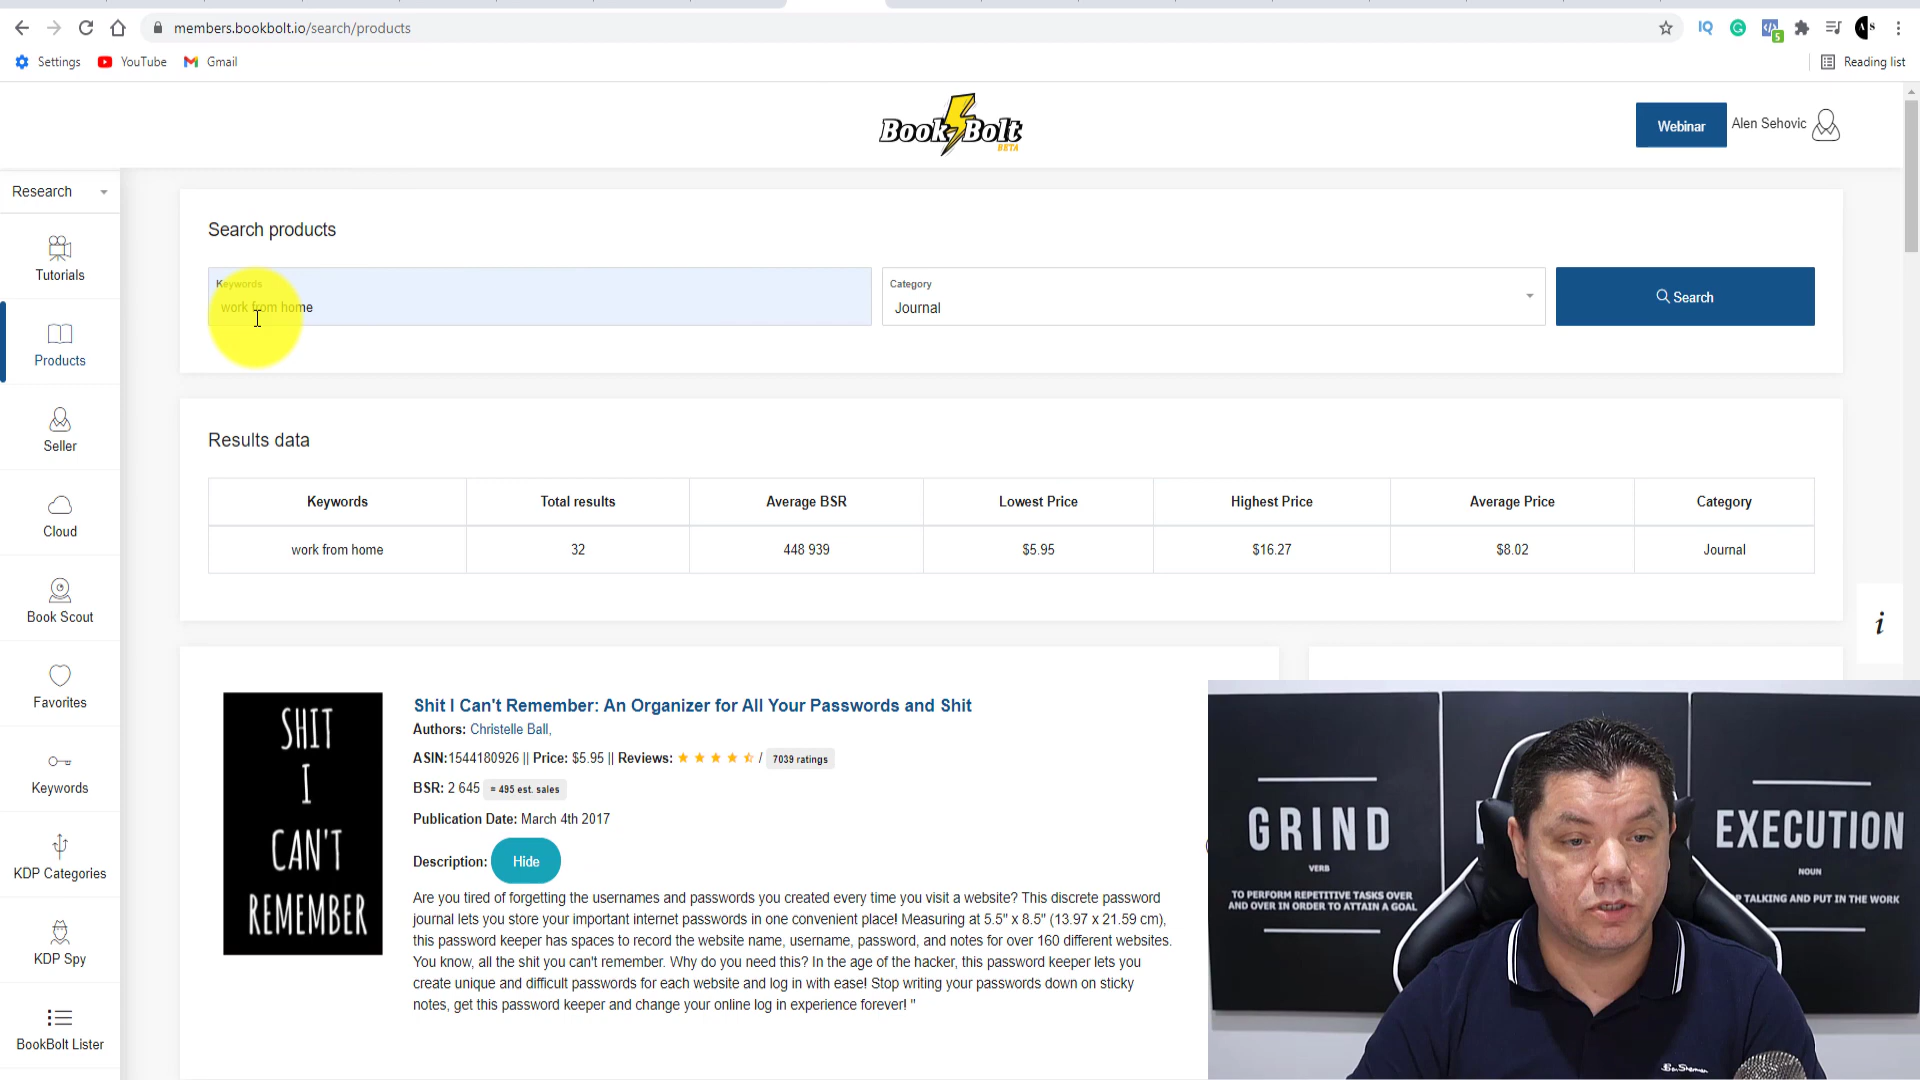 members.bookbolt.io/search/products
IQ
5
Settings
YouTube
Gmail
Reading list
Book Bolt
BETA
Webinar
Alen Sehovic
Research
Tutorials
Products
Seller
Cloud
Book Scout
Favorites
Keywords
KDP Categories
KDP Spy
BookBolt Lister
Search products
Keywords
work from home
Category
Journal
Search
Results data
Keywords Total results Average BSR Lowest Price Highest Price Average Price Category
work from home 32 448 939 $5.95 $16.27 $8.02 Journal
i
SHIT
I
CAN'T
REMEMBER
Shit I Can't Remember: An Organizer for All Your Passwords and Shit
Authors: Christelle Ball,
ASIN:1544180926 || Price: $5.95 || Reviews: / 7039 ratings
BSR: 2 645 = 495 est. sales
Publication Date: March 4th 2017
Description: Hide
Are you tired of forgetting the usernames and passwords you created every time you visit a website? This discrete password
journal lets you store your important internet passwords in one convenient place! Measuring at 5.5" x 8.5" (13.97 x 21.59 cm),
this password keeper has spaces to record the website name, username, password, and notes for over 160 different websites.
You know, all the shit you can't remember. Why do you need this? In the age of the hacker, this password keeper lets you
create unique and difficult passwords for each website and log in with ease! Stop writing your passwords down on sticky
notes, get this password keeper and change your online log in experience forever! "
GRIND
VERB
TO PERFORM REPETITIVE TASKS OVER
AND OVER IN ORDER TO ATTAIN A GOAL
EXECUTION
NOUN
TALKING AND PUT IN THE WORK
Ben Sherman